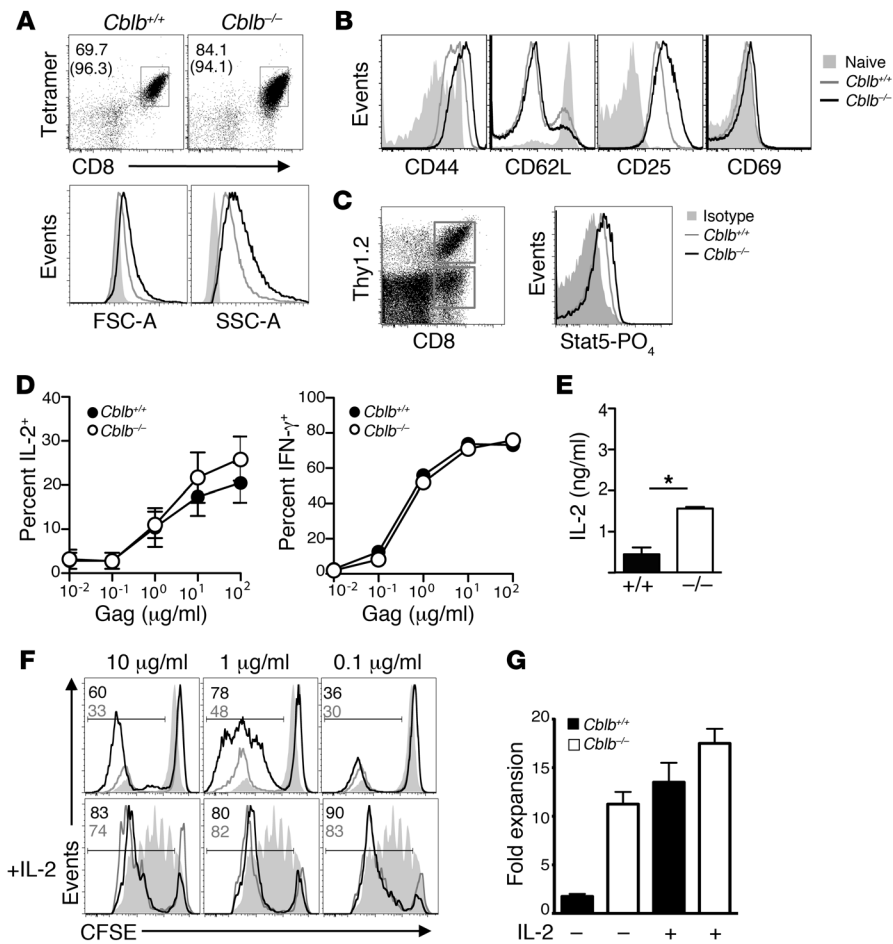 A
Cblb+/+
Cblb–/–
69.7
(96.3)
84.1
(94.1)
Tetramer
CD8
Events
FSC-A
SSC-A
B
Events
CD44
CD62L
CD25
CD69
Naive
Cblb+/+
Cblb–/–
C
Thy1.2
CD8
Events
Stat5-PO4
Isotype
Cblb+/+
Cblb–/–
D
Percent IL-2+
40
30
20
10
0
Cblb+/+
Cblb–/–
10-2
10-1
100
101
102
Gag (μg/ml)
Percent IFN-γ+
100
80
60
40
20
0
Cblb+/+
Cblb–/–
10-2
10-1
100
101
102
Gag (μg/ml)
E
IL-2 (ng/ml)
4
3
2
1
*
+/+
–/–
F
10 μg/ml
1 μg/ml
0.1 μg/ml
60
33
78
48
36
30
83
74
80
82
90
83
+IL-2
Events
CFSE
G
Fold expansion
20
15
10
5
0
Cblb+/+
Cblb–/–
IL-2 – – + +